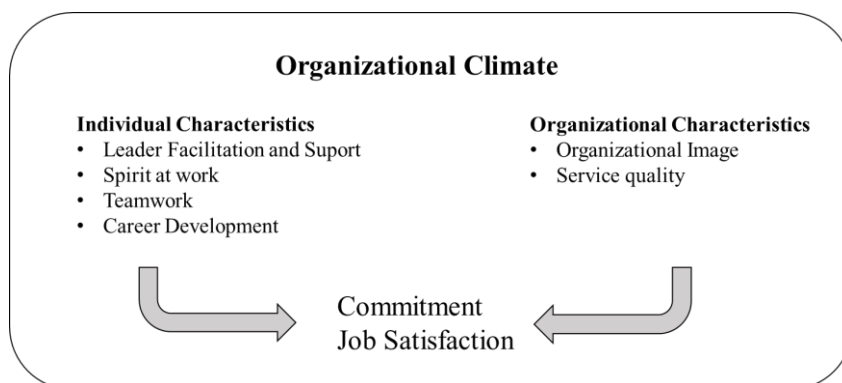 Organizational Climate
Individual Characteristics
• Leader Facilitation and Suport
• Spirit at work
• Teamwork
• Career Development
Organizational Characteristics
• Organizational Image
• Service quality
Commitment
Job Satisfaction